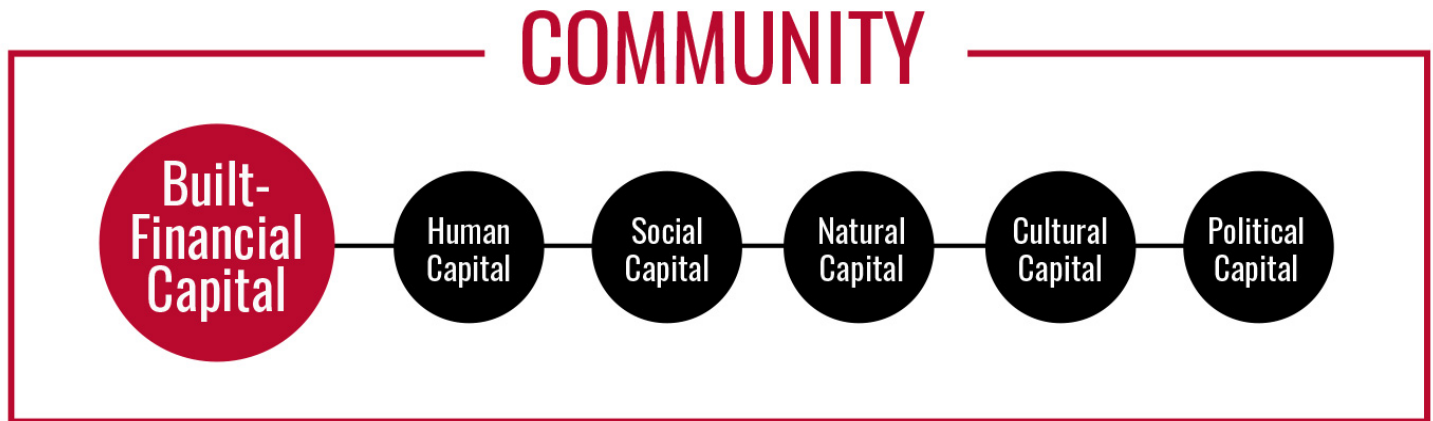 COMMUNITY
Built-
Financial
Capital
Human
Capital
Social
Capital
Natural
Capital
Cultural
Capital
Political
Capital